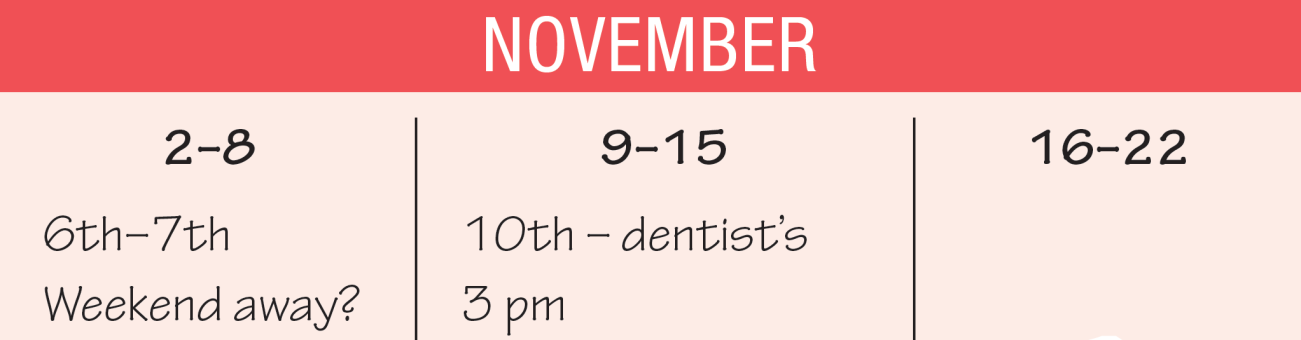 NOVEMBER
2–8
6th–7th
Weekend away?
9–15
10th – dentist's
3 pm
16–22